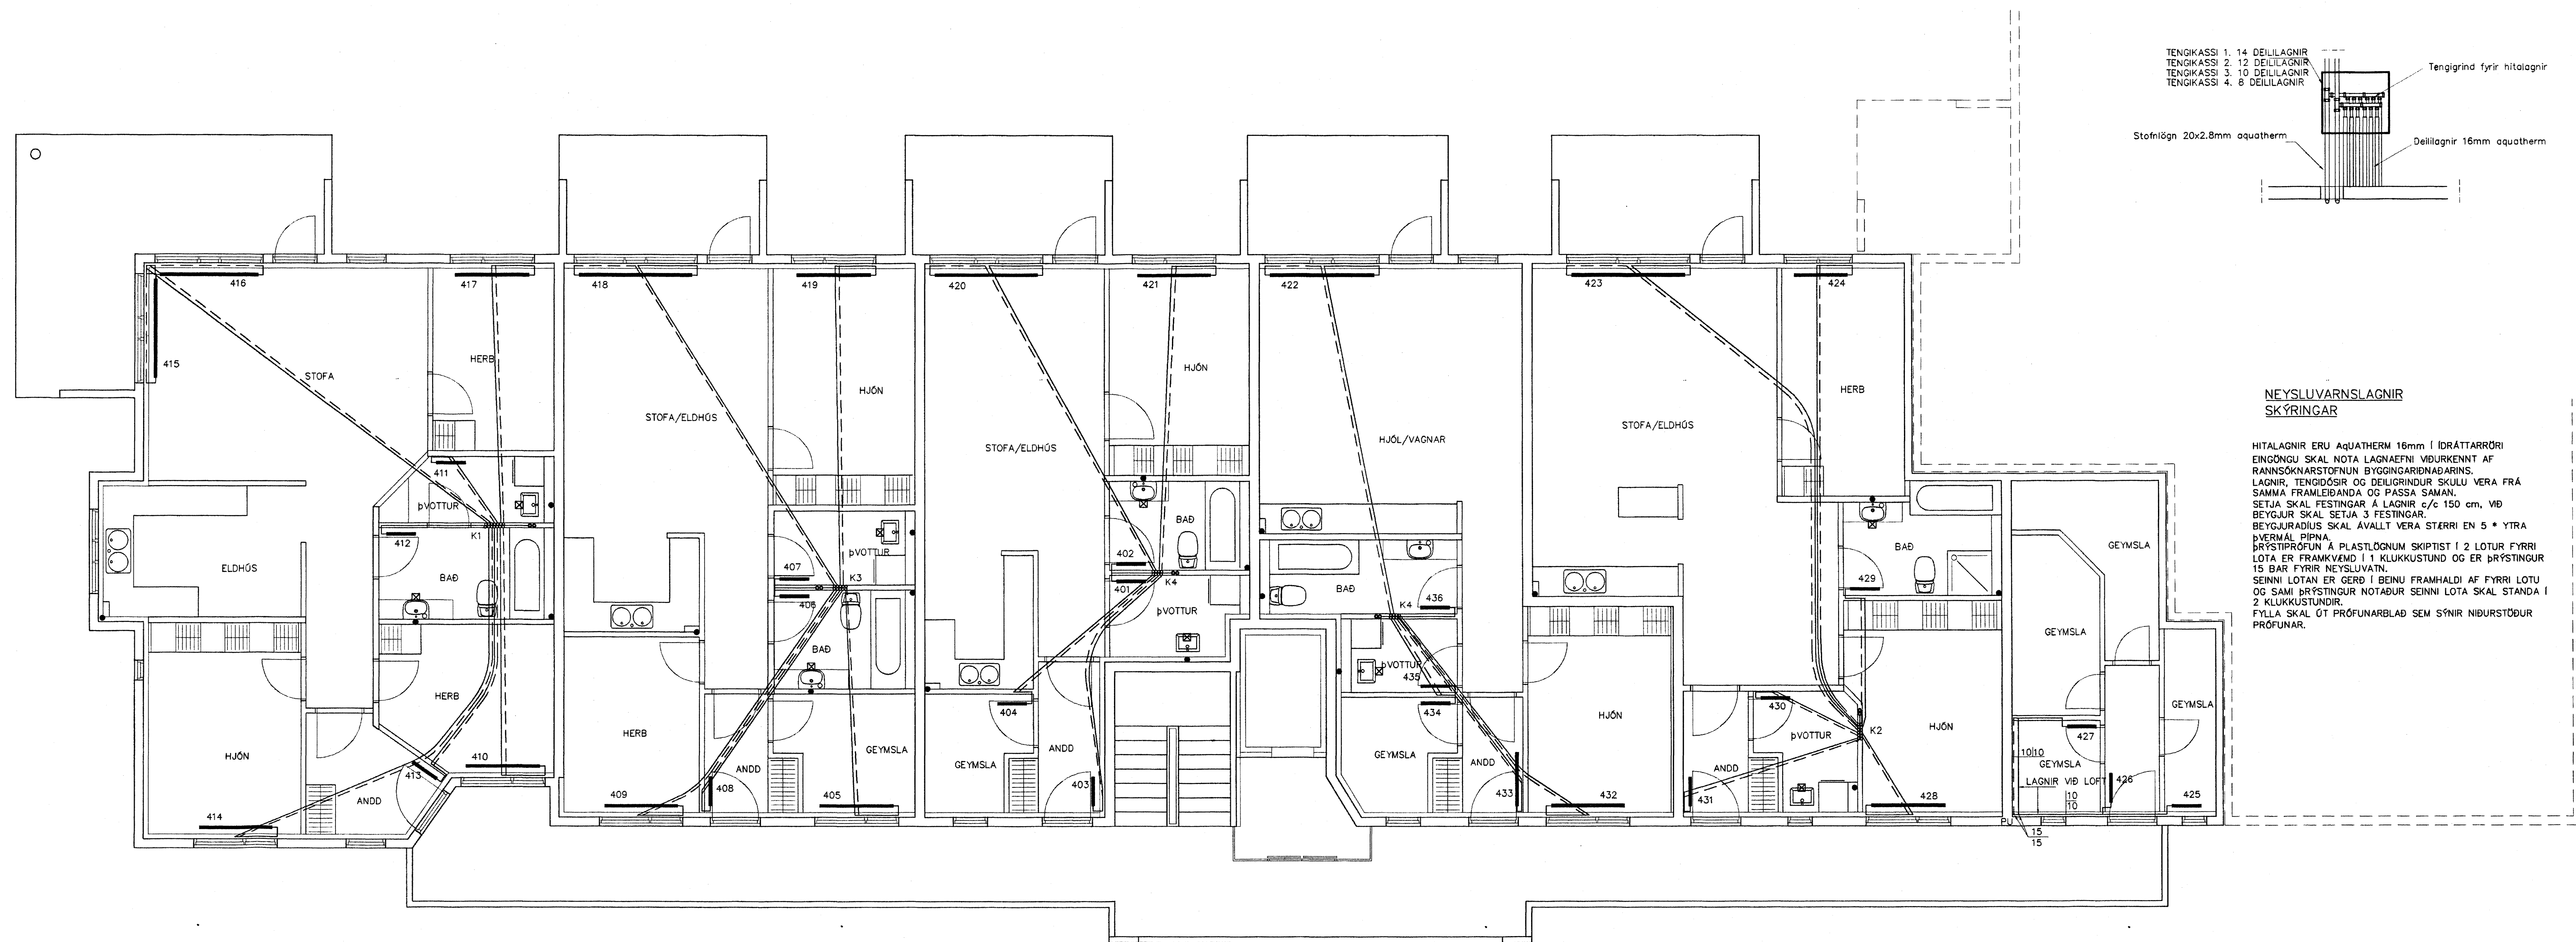 TENGIKASSI 1. 14 DEILILAGNIR
TENGIKASSI 2. 12 DEILILAGNIR
TENGIKASSI 3. 10 DEILILAGNIR
TENGIKASSI 4. 8 DEILILAGNIR
Tengigrind fyrir hitalagnir
Stofnlögn 20x2.8mm aquatherm
Deililagnir 16mm aquatherm
416
417
418
419
420
421
422
423
424
415
STOFA
HERB
STOFA/ELDHÚS
HJÓN
STOFA/ELDHÚS
HJÓN
HJÓL/VAGNAR
STOFA/ELDHÚS
HERB
NEYSLUVARNSLAGNIR
SKÝRINGAR
HITALAGNIR ERU AqUATHERM 16mm Í ÍDRÁTTARRÖRI
EINGÖNGU SKAL NOTA LAGNAEFNI VIÐURKENNT AF
RANNSÓKNARSTOFNUN BYGGINGARIÐNAÐARINS.
LAGNIR, TENGIDÓSIR OG DEILIGRINDUR SKULU VERA FRÁ
SAMMA FRAMLEIÐANDA OG PASSA SAMAN.
SETJA SKAL FESTINGAR Á LAGNIR c/c 150 cm, VIÐ
BEYGJUR SKAL SETJA 3 FESTINGAR.
BEYGJURADÍUS SKAL ÁVALLT VERA STÆRRI EN 5 * YTRA
ÞVERMÁL PÍPNA.
ÞRÝSTIPRÓFUN Á PLASTLÖGNUM SKIPTIST Í 2 LOTUR FYRRI
LOTA ER FRAMKVÆMD Í 1 KLUKKUSTUND OG ER ÞRÝSTINGUR
15 BAR FYRIR NEYSLUVATN.
SEINNI LOTAN ER GERÐ Í BEINU FRAMHALDI AF FYRRI LOTU
OG SAMI ÞRÝSTINGUR NOTAÐUR SEINNI LOTA SKAL STANDA Í
2 KLUKKUSTUNDIR.
FYLLA SKAL ÚT PRÓFUNARBLAÐ SEM SÝNIR NIÐURSTÖÐUR
PRÓFUNAR.
411
ÞVOTTUR
K1
412
ELDHÚS
BAÐ
HERB
HJÓN
410
413
ANDD
414
ÞVOTTUR
407
K3
406
BAÐ
HERB
ANDD
GEYMSLA
408
409
405
BAÐ
402
K4
401
ÞVOTTUR
404
ANDD
GEYMSLA
403
BAÐ
K4
436
ÞVOTTUR
435
434
GEYMSLA
ANDD
433
HJÓN
432
BAÐ
429
430
K2
ÞVOTTUR
HJÓN
ANDD
431
428
GEYMSLA
GEYMSLA
GEYMSLA
427
10|10
GEYMSLA
LAGNIR VIÐ LOFT
426
10
10
425
PU
15
15